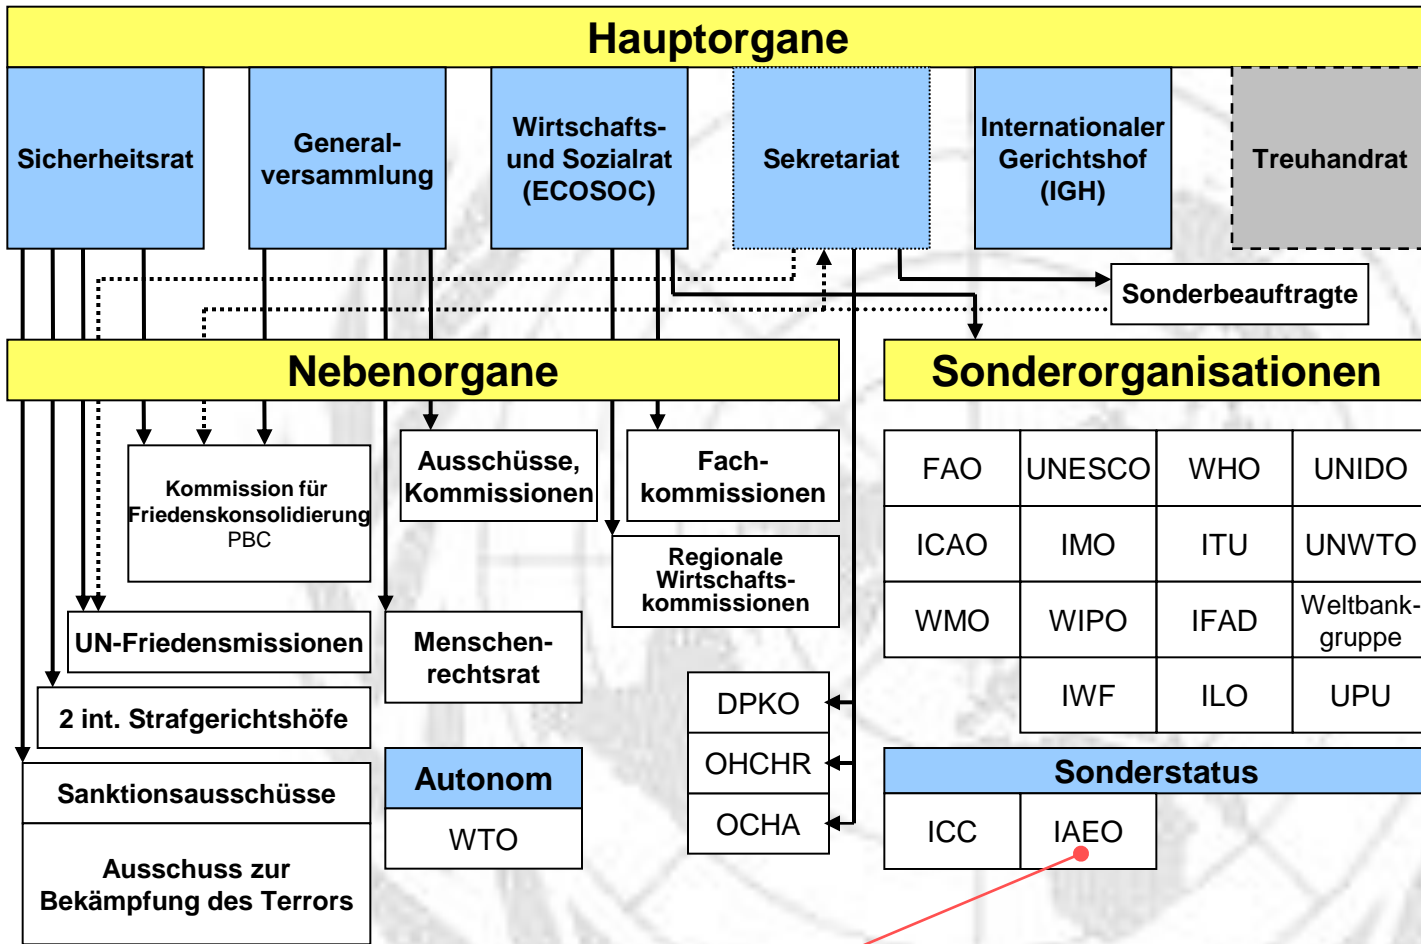 Hauptorgane
Sicherheitsrat
General-
versammlung
Wirtschafts-
und Sozialrat
(ECOSOC)
Sekretariat
Internationaler
Gerichtshof
(IGH)
Treuhandrat
Sonderbeauftragte
Nebenorgane
Sonderorganisationen
Kommission für
Friedenskonsolidierung
PBC
Ausschüsse,
Kommissionen
Fach-
kommissionen
Regionale
Wirtschafts-
kommissionen
UN-Friedensmissionen
Menschen-
rechtsrat
2 int. Strafgerichtshöfe
Sanktionsausschüsse
Ausschuss zur
Bekämpfung des Terrors
Autonom
WTO
DPKO
OHCHR
OCHA
FAO UNESCO WHO UNIDO
ICAO IMO ITU UNWTO
WMO WIPO IFAD Weltbank-
gruppe
IWF ILO UPU
Sonderstatus
ICC IAEO